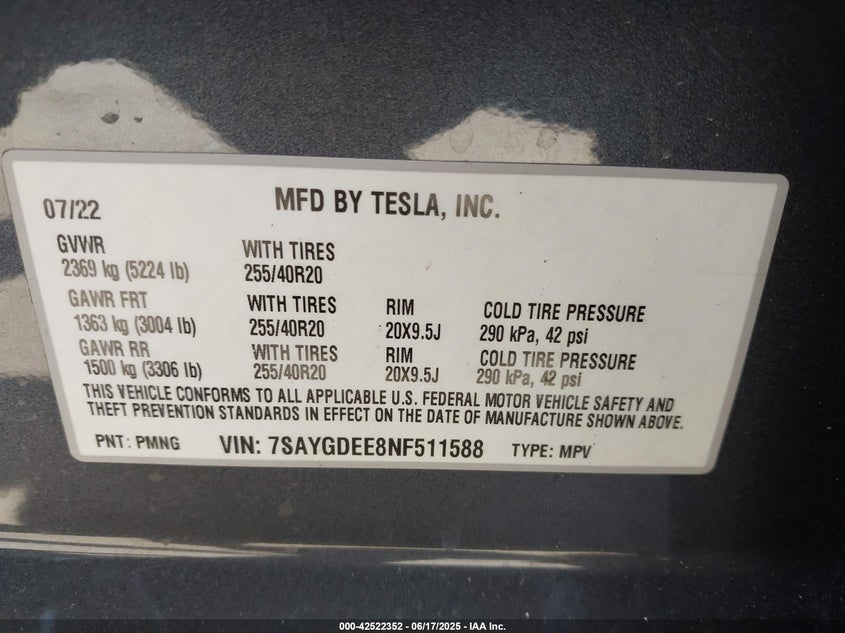 07/22
MFD BY TESLA, INC.
GVWR
2369 kg (5224 lb)
WITH TIRES
255/40R20
GAWR FRT
1363 kg (3004 lb)
WITH TIRES
255/40R20
RIM
20X9.5J
COLD TIRE PRESSURE
290 kPa, 42 psi
GAWR RR
1500 kg (3306 lb)
WITH TIRES
255/40R20
RIM
20X9.5J
COLD TIRE PRESSURE
290 kPa, 42 psi
THIS VEHICLE CONFORMS TO ALL APPLICABLE U.S. FEDERAL MOTOR VEHICLE SAFETY AND
THEFT PREVENTION STANDARDS IN EFFECT ON THE DATE OF MANUFACTURE SHOWN ABOVE.
PNT: PMNG
VIN: 7SAYGDEE8NF511588
TYPE: MPV
000-42522352 - 06/17/2025 - IAA Inc.